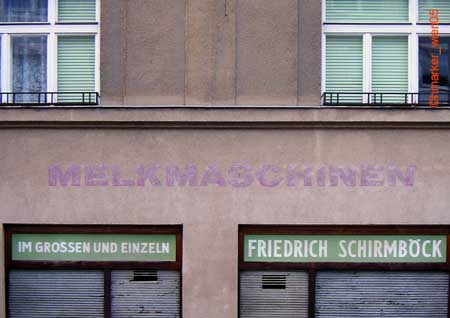 MELKMASCHINEN
IM GROSSEN UND EINZELN
FRIEDRICH SCHIRMBÖCK